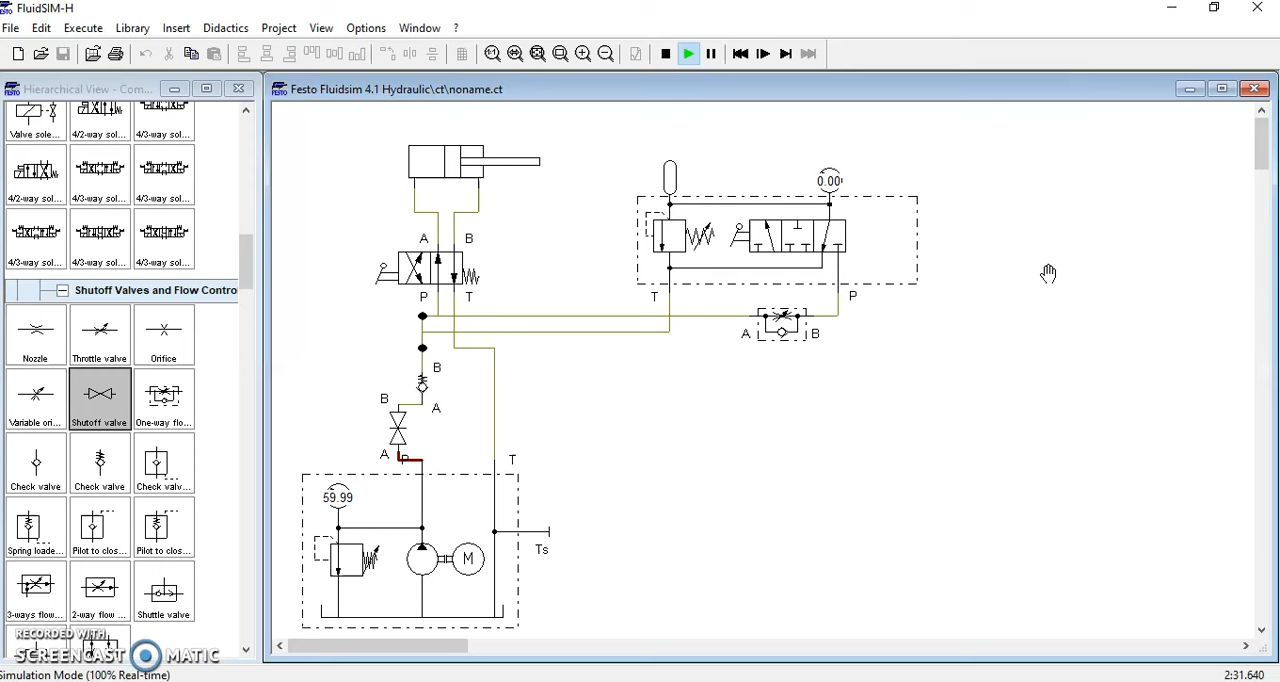 FluidSIM-H
File Edit Execute Library Insert Didactics Project View Options Window ?
Hierarchical View - Com...
Festo Fluidsim 4.1 Hydraulic\ct\noname.ct
Valve sole... 4/2-way sol... 4/3-way sol...
4/2-way sol... 4/3-way sol... 4/3-way sol...
4/3-way sol... 4/3-way sol... 4/3-way sol...
Shutoff Valves and Flow Contro
Nozzle Throttle valve Orifice
Variable ori... Shutoff valve One-way flo...
Check valve Check valve Check valv...
Spring loade... Pilot to clos... Pilot to clos...
3-ways flow... 2-way flow ... Shuttle valve
0.00
A B
P T
T P
A B
B
B A
A P T
59.99
M
Ts
RECORDED WITH
SCREENCAST MATIC
Simulation Mode (100% Real-time) 2:31.640